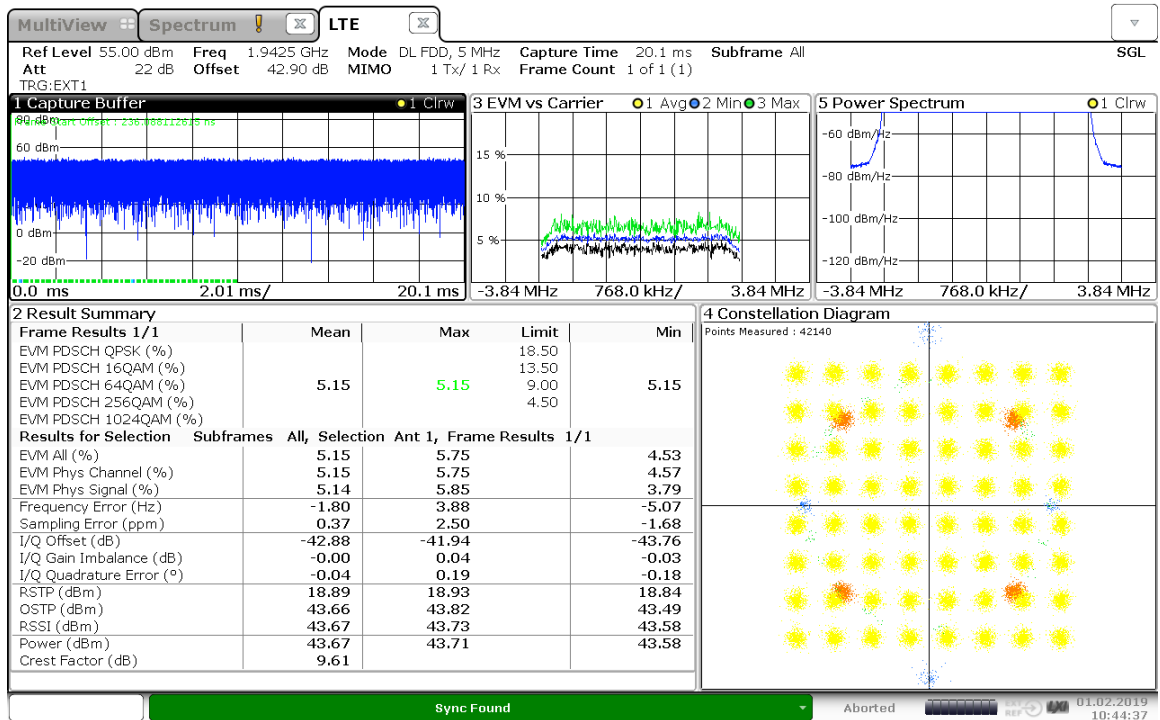 MultiView Spectrum ! LTE
Ref Level 55.00 dBm Freq 1.9425 GHz Mode DL FDD, 5 MHz Capture Time 20.1 ms Subframe All SGL
Att 22 dB Offset 42.90 dB MIMO 1 Tx/ 1 Rx Frame Count 1 of 1 (1)
TRG:EXT1
1 Capture Buffer 1 Clrw
80 dBm
Frame Start Offset : 236.088112615 ns
60 dBm
0 dBm
-20 dBm
0.0 ms 2.01 ms/ 20.1 ms
3 EVM vs Carrier 1 Avg 2 Min 3 Max
15 %
10 %
5 %
-3.84 MHz 768.0 kHz/ 3.84 MHz
5 Power Spectrum 1 Clrw
-60 dBm/Hz
-80 dBm/Hz
-100 dBm/Hz
-120 dBm/Hz
-3.84 MHz 768.0 kHz/ 3.84 MHz
2 Result Summary
Frame Results 1/1 Mean Max Limit Min
EVM PDSCH QPSK (%) 18.50
EVM PDSCH 16QAM (%) 13.50
EVM PDSCH 64QAM (%) 5.15 5.15 9.00 5.15
EVM PDSCH 256QAM (%) 4.50
EVM PDSCH 1024QAM (%)
Results for Selection Subframes All, Selection Ant 1, Frame Results 1/1
EVM All (%) 5.15 5.75 4.53
EVM Phys Channel (%) 5.15 5.75 4.57
EVM Phys Signal (%) 5.14 5.85 3.79
Frequency Error (Hz) -1.80 3.88 -5.07
Sampling Error (ppm) 0.37 2.50 -1.68
I/Q Offset (dB) -42.88 -41.94 -43.76
I/Q Gain Imbalance (dB) -0.00 0.04 -0.03
I/Q Quadrature Error (°) -0.04 0.19 -0.18
RSTP (dBm) 18.89 18.93 18.84
OSTP (dBm) 43.66 43.82 43.49
RSSI (dBm) 43.67 43.73 43.58
Power (dBm) 43.67 43.71 43.58
Crest Factor (dB) 9.61
4 Constellation Diagram
Points Measured : 42140
Sync Found
Aborted
EXT
REF
LXI
01.02.2019
10:44:37